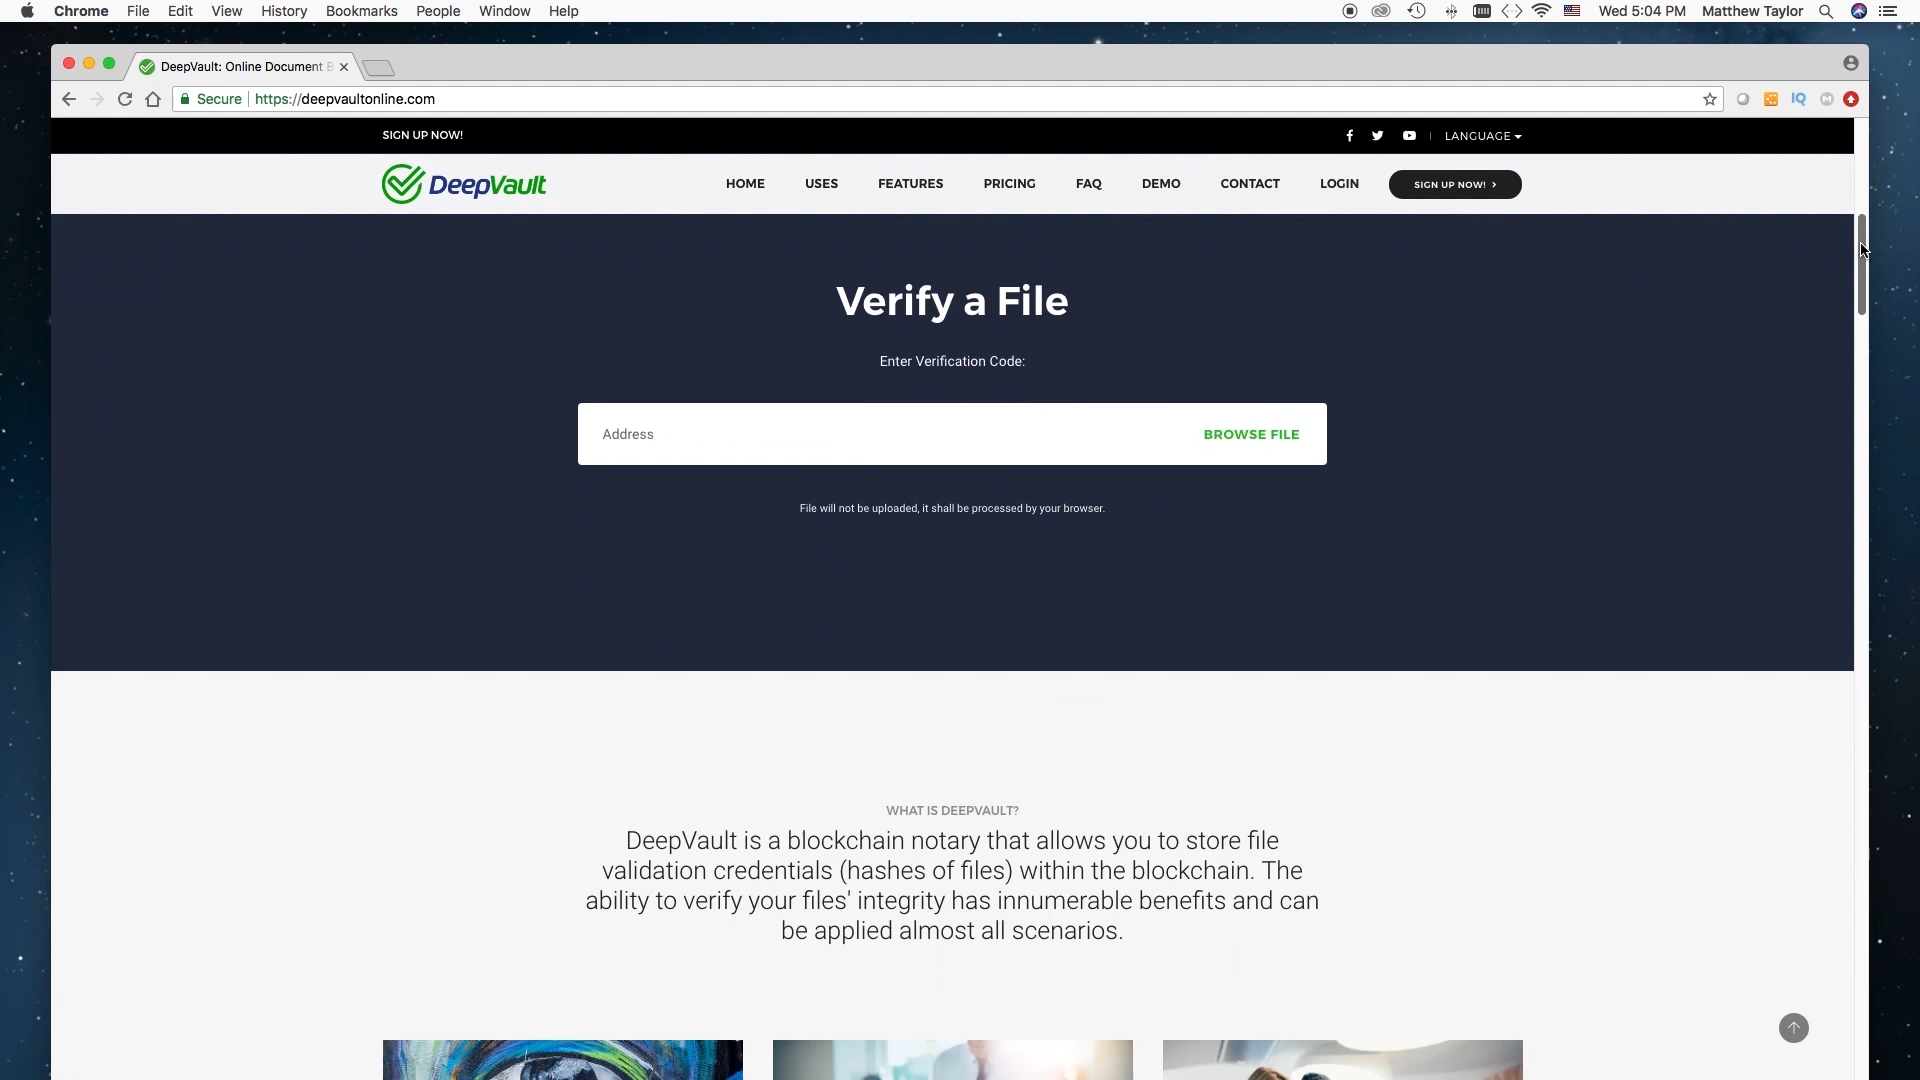 Chrome File Edit View History Bookmarks People Window Help Wed 5:04 PM Matthew Taylor
DeepVault: Online Document B
Secure https://deepvaultonline.com
SIGN UP NOW! LANGUAGE
DeepVault HOME USES FEATURES PRICING FAQ DEMO CONTACT LOGIN SIGN UP NOW!
Verify a File
Enter Verification Code:
Address BROWSE FILE
File will not be uploaded, it shall be processed by your browser.
WHAT IS DEEPVAULT?
DeepVault is a blockchain notary that allows you to store file
validation credentials (hashes of files) within the blockchain. The
ability to verify your files' integrity has innumerable benefits and can
be applied almost all scenarios.